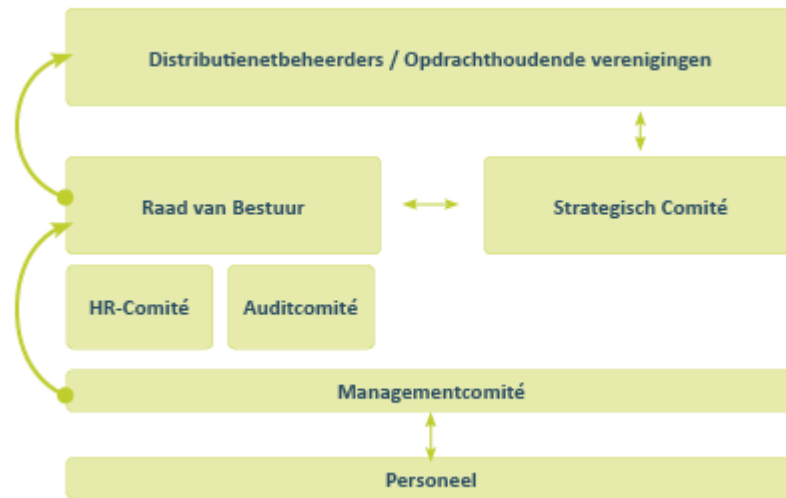 Distributienetbeheerders / Opdrachthoudende verenigingen
Raad van Bestuur
Strategisch Comité
HR-Comité
Auditcomité
Managementcomité
Personeel